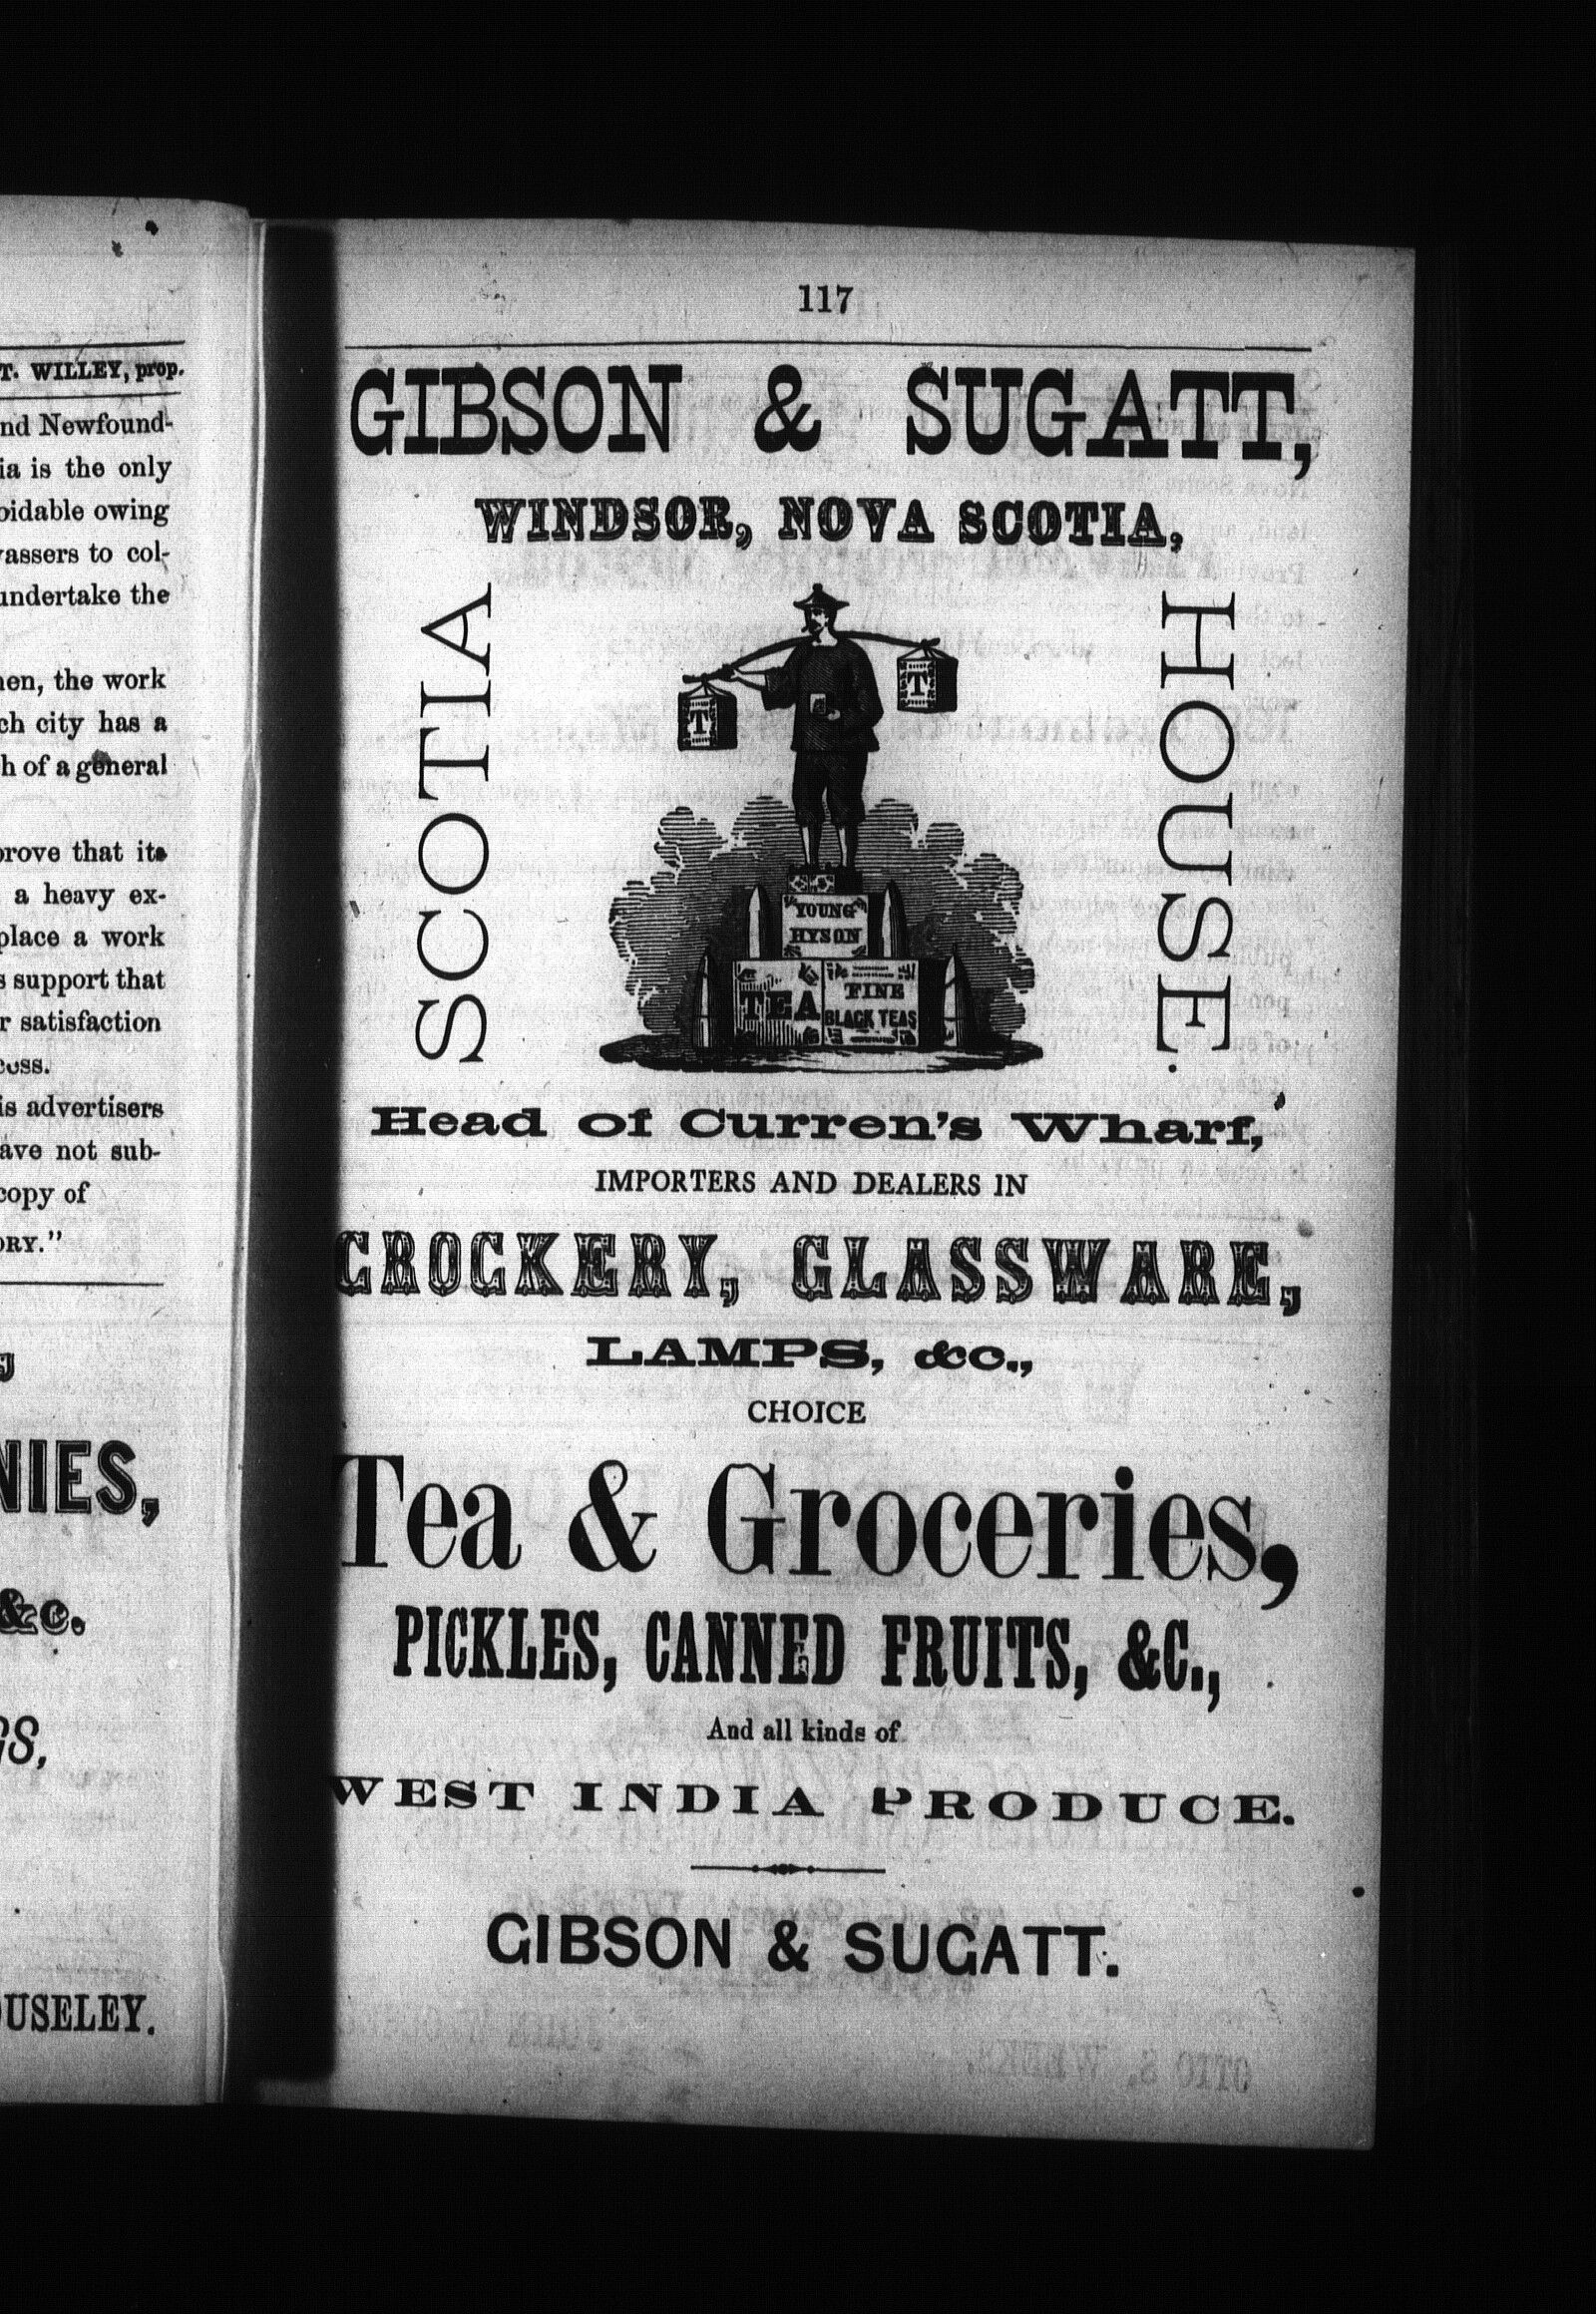 T. WILLEY, prop.
nd Newfound-
ia is the only
oidable owing
vassers to col-
undertake the
nen, the work
ch city has a
h of a general
prove that its
a heavy ex-
place a work
s support that
r satisfaction
cess.
is advertisers
ave not sub-
copy of
ORY."
NIES,
&c.
GS,
OUSELEY.
117
GIBSON & SUGATT,
WINDSOR, NOVA SCOTIA,
SCOTIA
HOUSE.
T
T
YOUNG
HYSON
TEA
FINE
BLACK TEAS
Head of Curren's Wharf,
IMPORTERS AND DEALERS IN
CROCKERY, GLASSWARE,
LAMPS, &c.,
CHOICE
Tea & Groceries,
PICKLES, CANNED FRUITS, &C.,
And all kinds of
WEST INDIA PRODUCE.
GIBSON & SUGATT.